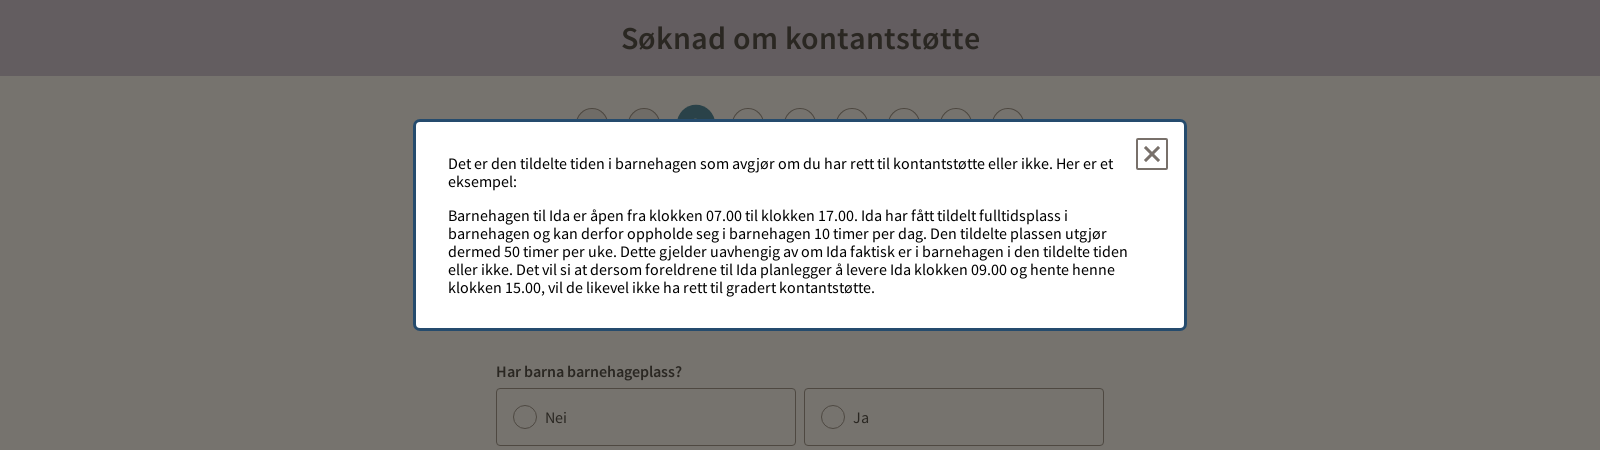 Søknad om kontantstøtte
Det er den tildelte tiden i barnehagen som avgjør om du har rett til kontantstøtte eller ikke. Her er et
eksempel:
Barnehagen til Ida er åpen fra klokken 07.00 til klokken 17.00. Ida har fått tildelt fulltidsplass i
barnehagen og kan derfor oppholde seg i barnehagen 10 timer per dag. Den tildelte plassen utgjør
dermed 50 timer per uke. Dette gjelder uavhengig av om Ida faktisk er i barnehagen i den tildelte tiden
eller ikke. Det vil si at dersom foreldrene til Ida planlegger å levere Ida klokken 09.00 og hente henne
klokken 15.00, vil de likevel ikke ha rett til gradert kontantstøtte.
Har barna barnehageplass?
Nei
Ja